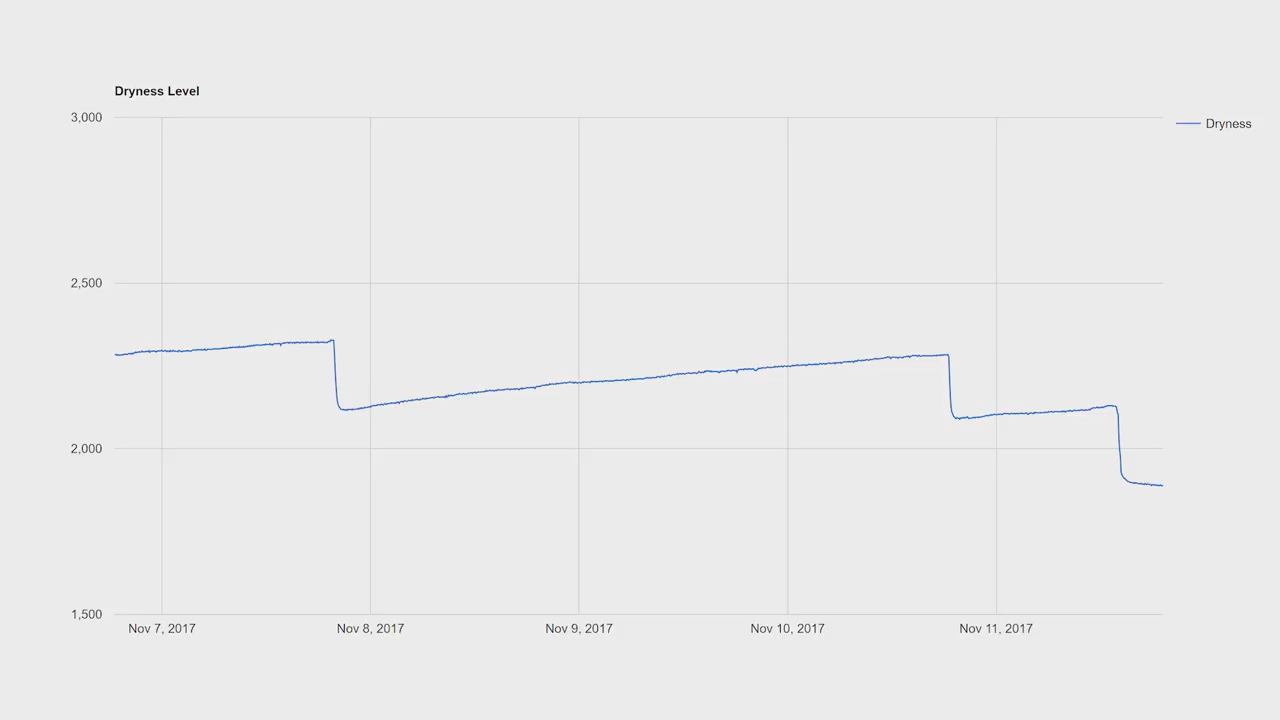 Dryness Level
3,000
Dryness
2,500
2,000
1,500
Nov 7, 2017
Nov 8, 2017
Nov 9, 2017
Nov 10, 2017
Nov 11, 2017